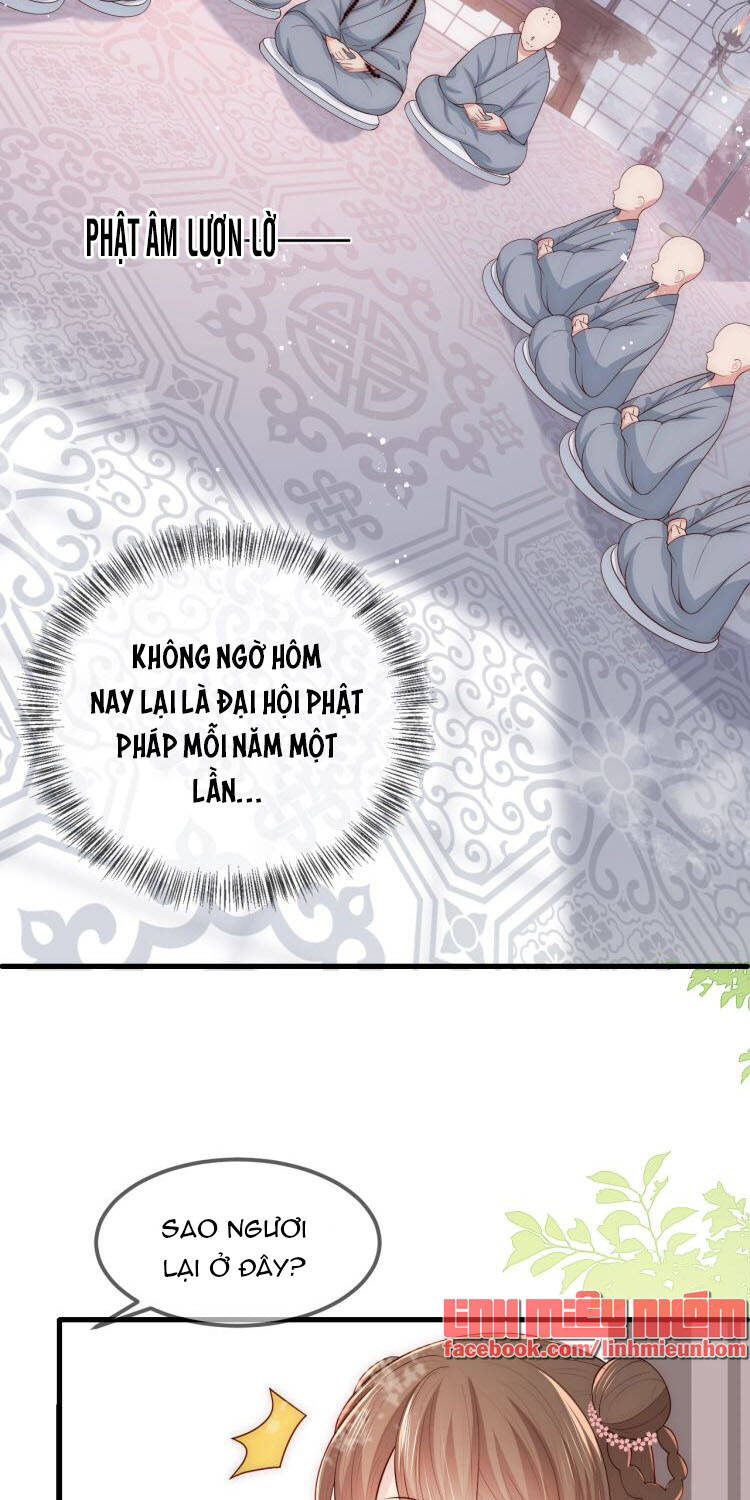 PHẬT ÂM LƯỢN LỜ——
KHÔNG NGỜ HÔM
NAY LẠI LÀ ĐẠI HỘI PHẬT
PHÁP MỖI NĂM MỘT
LẦN...
SAO NGƯƠI
LẠI Ở ĐÂY?
LINH MIÊU NHÓM
facebook.com/linhmieunhom